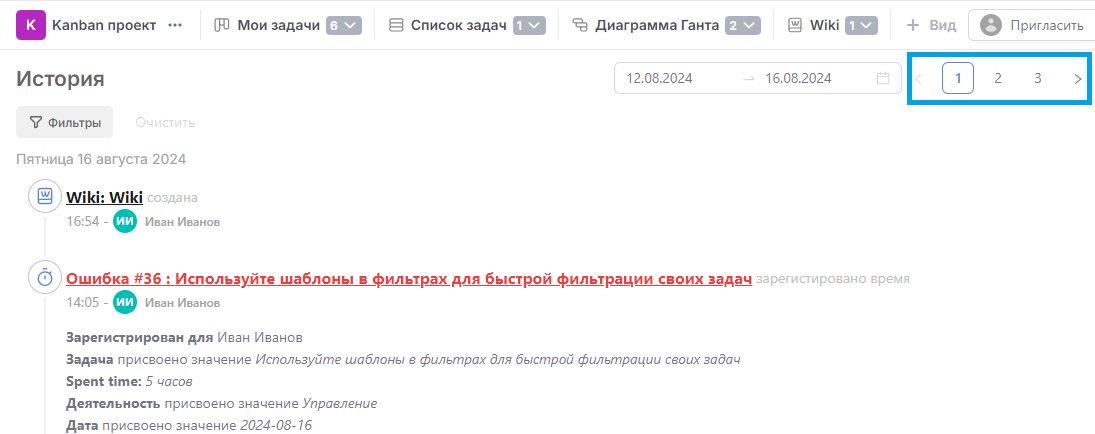 K Kanban проект ••• Мои задачи 6 Список задач 1 Диаграмма Ганта 2 Wiki 1 + Вид Пригласить
История 12.08.2024 → 16.08.2024 < 1 2 3 >
Фильтры Очистить
Пятница 16 августа 2024
Wiki: Wiki создана
16:54 - ИИ Иван Иванов
Ошибка #36 : Используйте шаблоны в фильтрах для быстрой фильтрации своих задач зарегистировано время
14:05 - ИИ Иван Иванов
Зарегистрирован для Иван Иванов
Задача присвоено значение Используйте шаблоны в фильтрах для быстрой фильтрации своих задач
Spent time: 5 часов
Деятельность присвоено значение Управление
Дата присвоено значение 2024-08-16